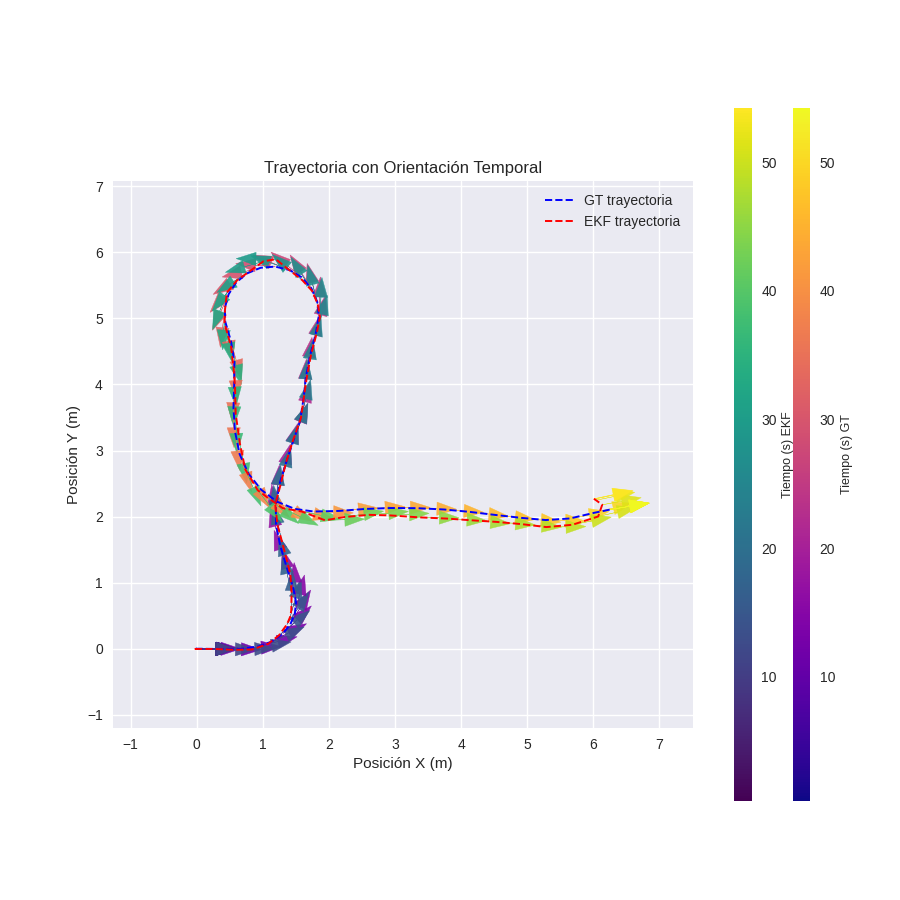 Trayectoria con Orientación Temporal
GT trayectoria
EKF trayectoria
7
6
5
4
3
2
1
0
−1
Posición Y (m)
−1 0 1 2 3 4 5 6 7
Posición X (m)
50
40
30
20
10
Tiempo (s) EKF
50
40
30
20
10
Tiempo (s) GT